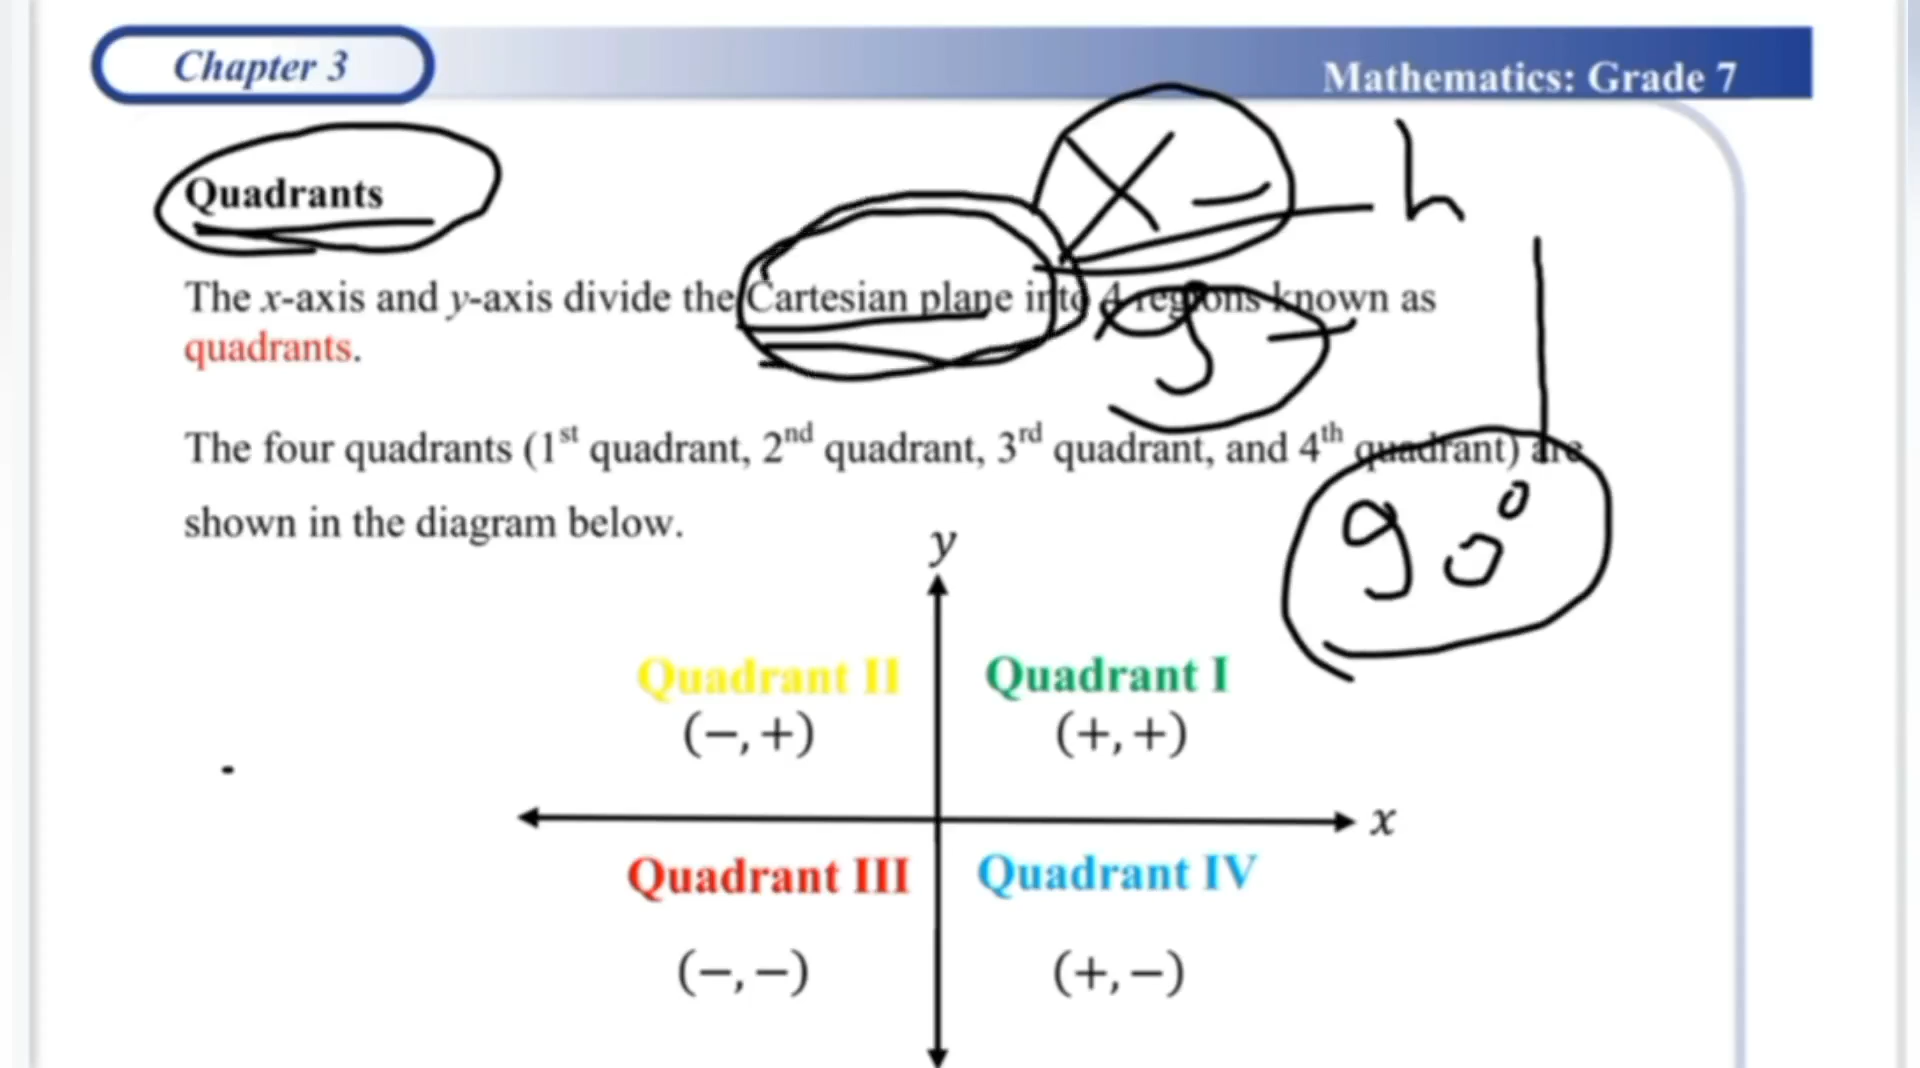 Chapter 3
Mathematics: Grade 7
Quadrants
X - h
The x-axis and y-axis divide the Cartesian plane into 4 regions known as
quadrants.
y -
The four quadrants (1st quadrant, 2nd quadrant, 3rd quadrant, and 4th quadrant) are
shown in the diagram below.
90°
y
Quadrant II
Quadrant I
(−,+)
(+,+)
x
Quadrant III
Quadrant IV
(−,−)
(+,−)